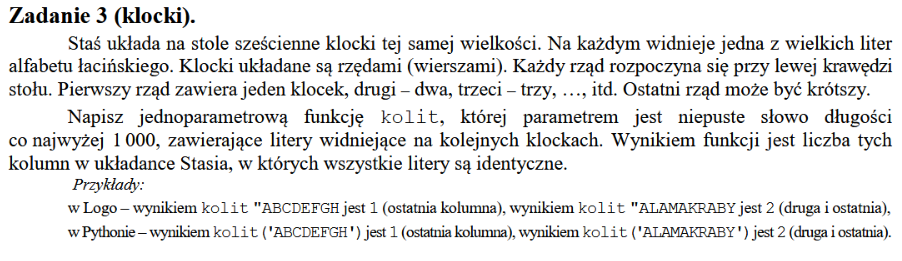 Zadanie 3 (klocki).
Staś układa na stole sześcienne klocki tej samej wielkości. Na każdym widnieje jedna z wielkich liter
alfabetu łacińskiego. Klocki układane są rzędami (wierszami). Każdy rząd rozpoczyna się przy lewej krawędzi
stołu. Pierwszy rząd zawiera jeden klocek, drugi – dwa, trzeci – trzy, …, itd. Ostatni rząd może być krótszy.
Napisz jednoparametrową funkcję kolit, której parametrem jest niepuste słowo długości
co najwyżej 1 000, zawierające litery widniejące na kolejnych klockach. Wynikiem funkcji jest liczba tych
kolumn w układance Stasia, w których wszystkie litery są identyczne.
Przykłady:
w Logo – wynikiem kolit "ABCDEFGH jest 1 (ostatnia kolumna), wynikiem kolit "ALAMAKRABY jest 2 (druga i ostatnia),
w Pythonie – wynikiem kolit('ABCDEFGH') jest 1 (ostatnia kolumna), wynikiem kolit('ALAMAKRABY') jest 2 (druga i ostatnia).